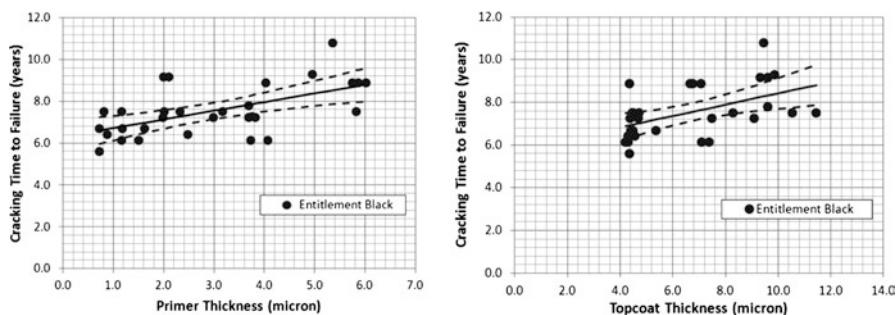 Cracking Time to Failure (years)
12.0
10.0
8.0
6.0
4.0
2.0
0.0
Entitlement Black
0.0 1.0 2.0 3.0 4.0 5.0 6.0 7.0
Primer Thickness (micron)
Cracking Time to Failure (years)
12.0
10.0
8.0
6.0
4.0
2.0
0.0
Entitlement Black
0.0 2.0 4.0 6.0 8.0 10.0 12.0 14.0
Topcoat Thickness (micron)